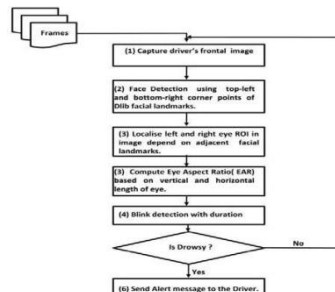 Frames
(1) Capture driver's frontal image
(2) Face Detection using top-left
and bottom-right corner points of
Dlib facial landmarks.
(3) Localise left and right eye ROI in
image depend on adjacent facial
landmarks.
(3) Compute Eye Aspect Ratio( EAR)
based on vertical and horizontal
length of eye.
(4) Blink detection with duration
Is Drowsy ?
No
Yes
(6) Send Alert message to the Driver.